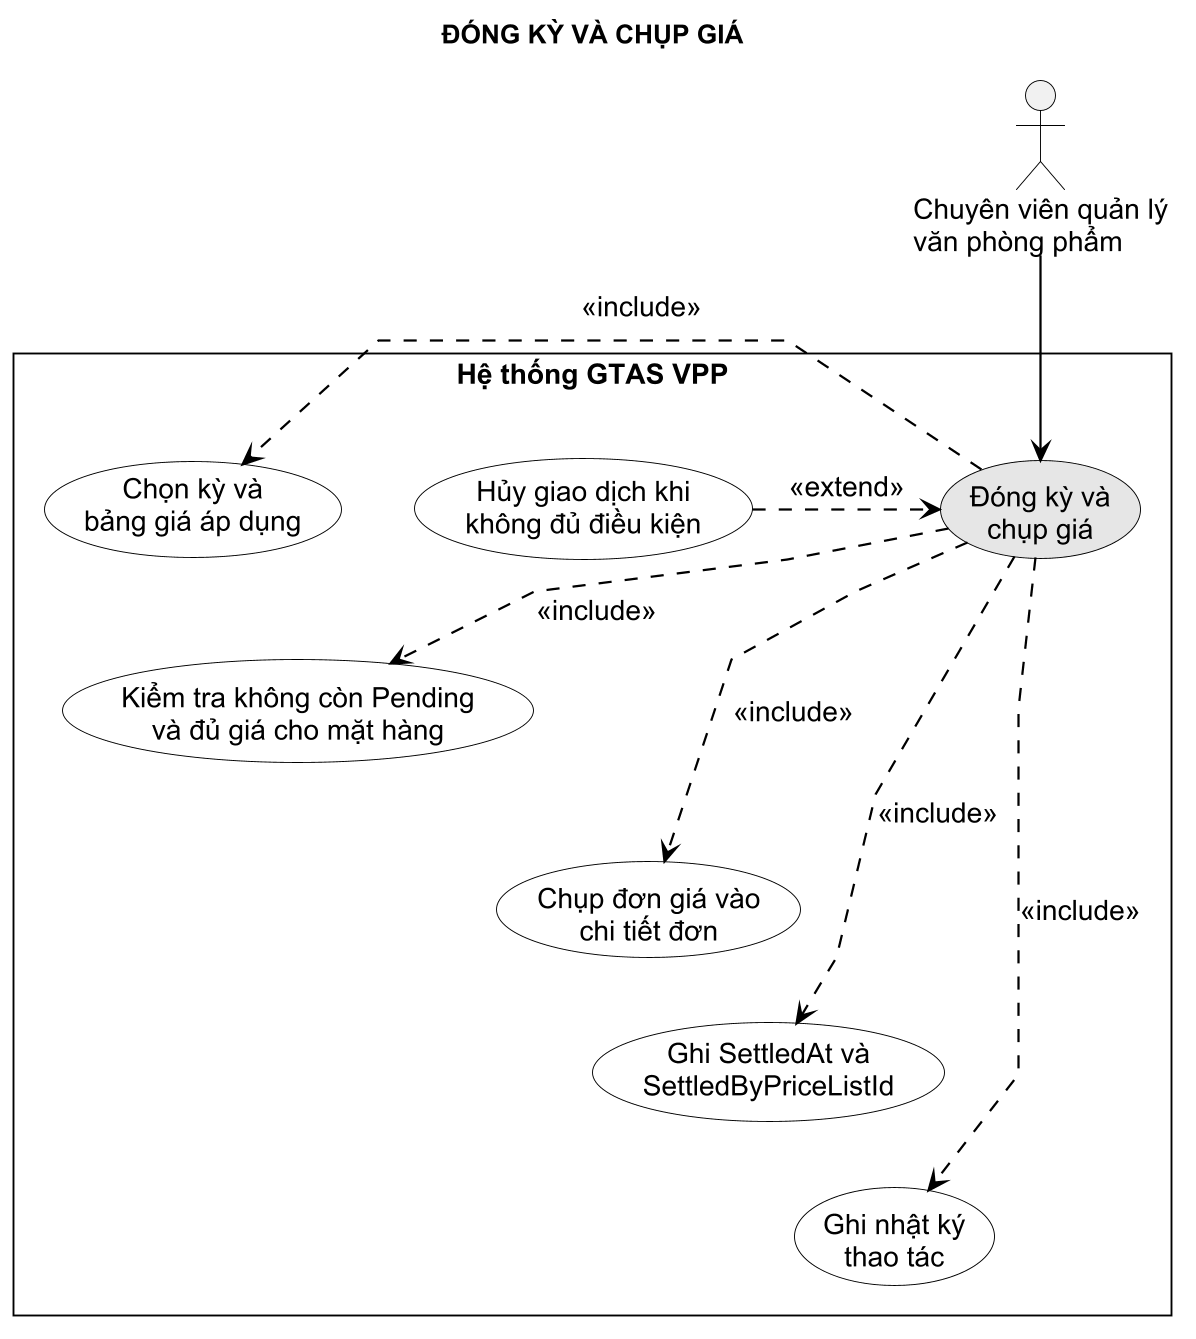 ĐÓNG KỲ VÀ CHỤP GIÁ
Chuyên viên quản lý
văn phòng phẩm
«include»
Hệ thống GTAS VPP
Chọn kỳ và
bảng giá áp dụng
Hủy giao dịch khi
không đủ điều kiện
«extend»
Đóng kỳ và
chụp giá
«include»
Kiểm tra không còn Pending
và đủ giá cho mặt hàng
«include»
«include»
Chụp đơn giá vào
chi tiết đơn
«include»
Ghi SettledAt và
SettledByPriceListId
Ghi nhật ký
thao tác